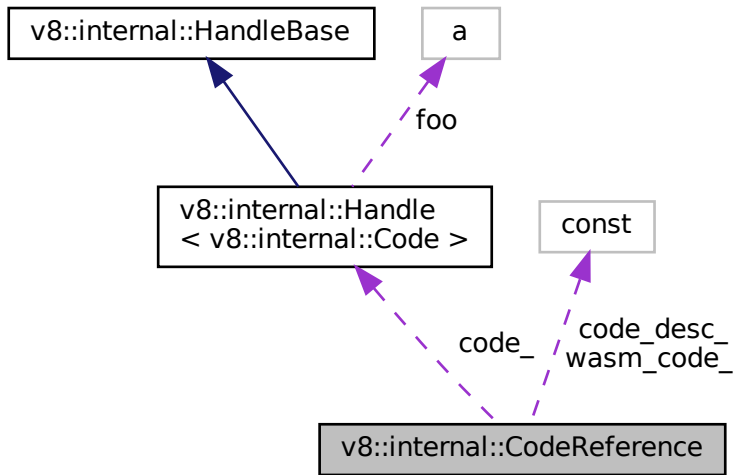 v8::internal::HandleBase
a
foo
v8::internal::Handle
< v8::internal::Code >
const
code_
code_desc_
wasm_code_
v8::internal::CodeReference